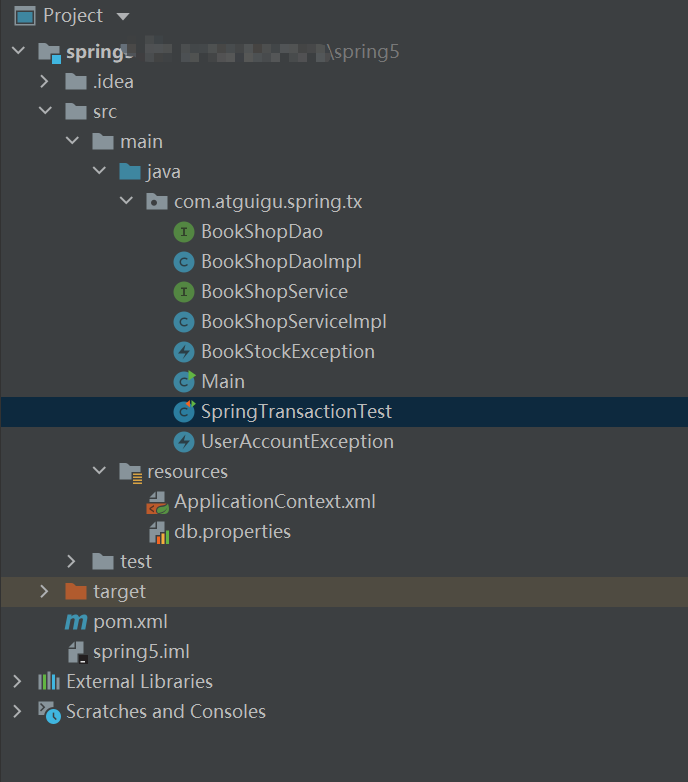 Project
spring \spring5
.idea
src
main
java
com.atguigu.spring.tx
BookShopDao
BookShopDaoImpl
BookShopService
BookShopServiceImpl
BookStockException
Main
SpringTransactionTest
UserAccountException
resources
ApplicationContext.xml
db.properties
test
target
pom.xml
spring5.iml
External Libraries
Scratches and Consoles